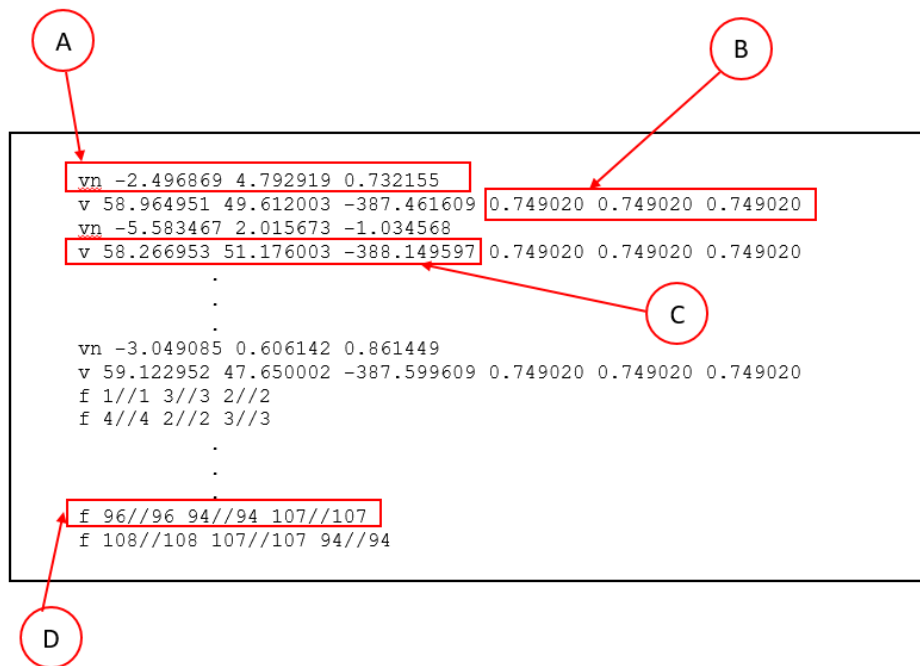 A
B
vn -2.496869 4.792919 0.732155
v 58.964951 49.612003 -387.461609 0.749020 0.749020 0.749020
vn -5.583467 2.015673 -1.034568
v 58.266953 51.176003 -388.149597 0.749020 0.749020 0.749020
.
.
.
C
vn -3.049085 0.606142 0.861449
v 59.122952 47.650002 -387.599609 0.749020 0.749020 0.749020
f 1//1 3//3 2//2
f 4//4 2//2 3//3
.
.
.
f 96//96 94//94 107//107
f 108//108 107//107 94//94
D